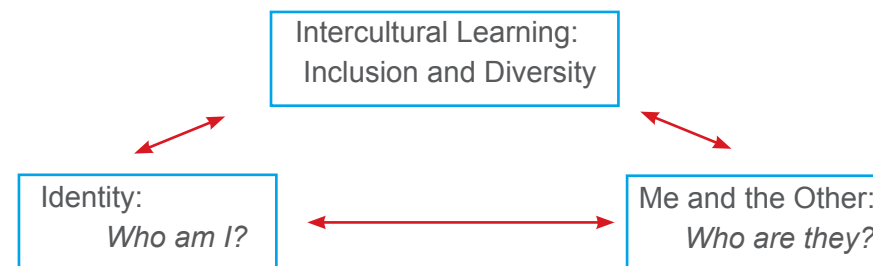 Intercultural Learning:
Inclusion and Diversity
Identity:
Who am I?
Me and the Other:
Who are they?